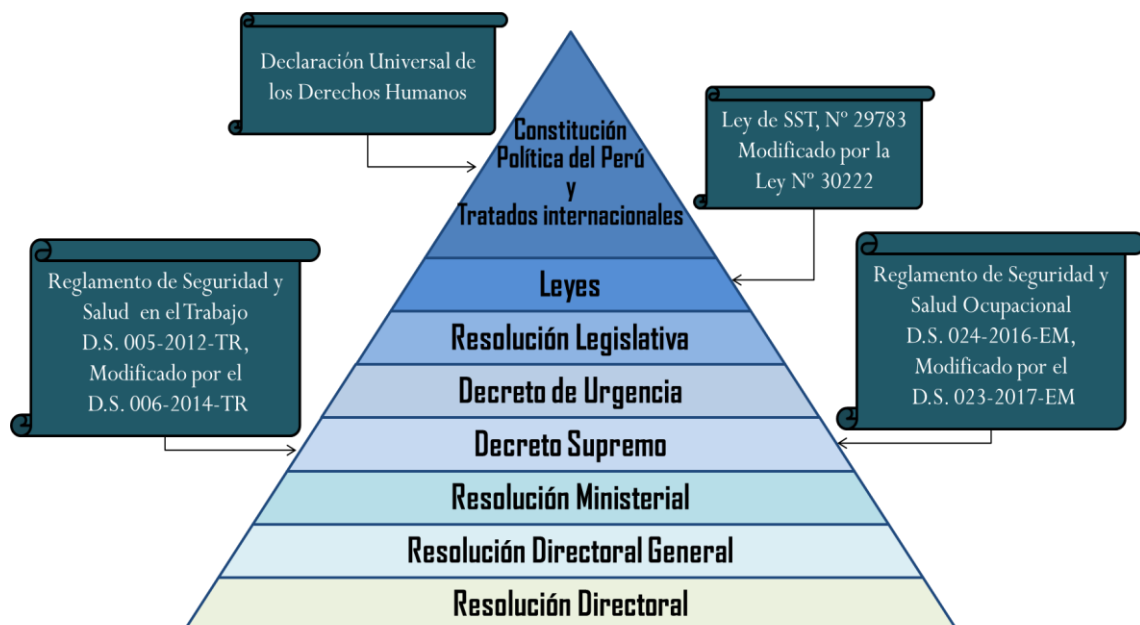 Declaración Universal de
los Derechos Humanos
Ley de SST, Nº 29783
Modificado por la
Ley Nº 30222
Constitución
Política del Perú
y
Tratados internacionales
Reglamento de Seguridad y
Salud en el Trabajo
D.S. 005-2012-TR,
Modificado por el
D.S. 006-2014-TR
Reglamento de Seguridad y
Salud Ocupacional
D.S. 024-2016-EM,
Modificado por el
D.S. 023-2017-EM
Leyes
Resolución Legislativa
Decreto de Urgencia
Decreto Supremo
Resolución Ministerial
Resolución Directoral General
Resolución Directoral